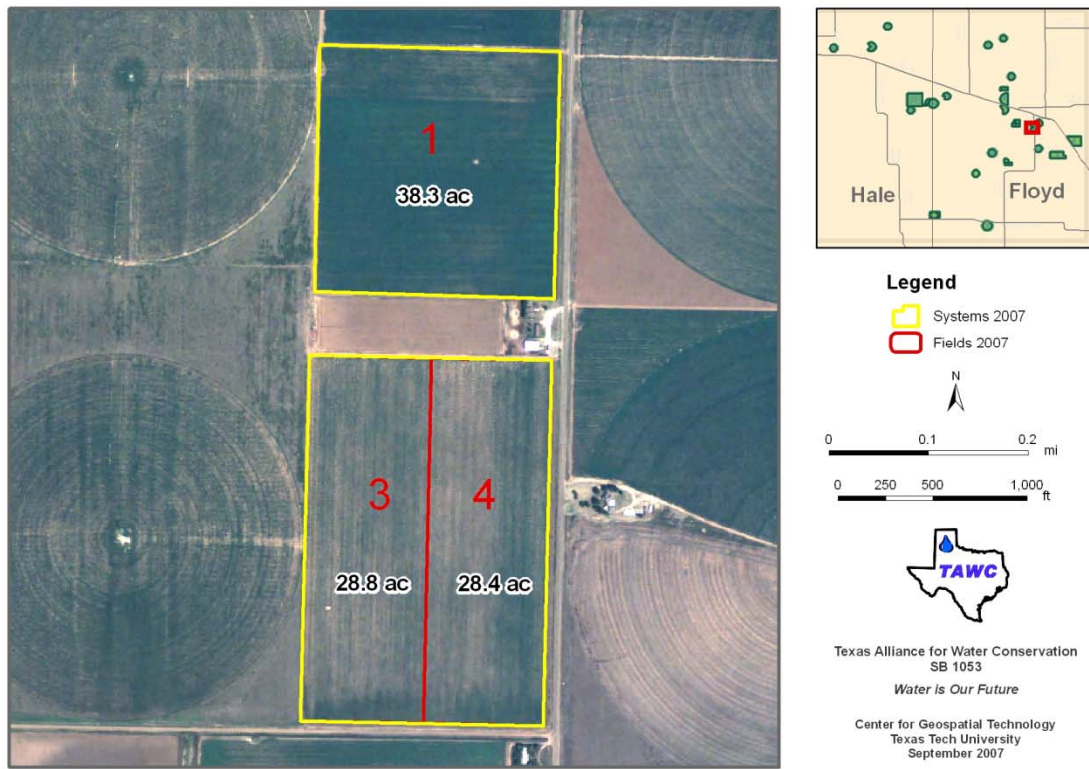 1
38.3 ac
3
4
28.8 ac
28.4 ac
Hale
Floyd
Legend
Systems 2007
Fields 2007
N
0 0.1 0.2
mi
0 250 500 1,000
ft
TAWC
Texas Alliance for Water Conservation
SB 1053
Water is Our Future
Center for Geospatial Technology
Texas Tech University
September 2007